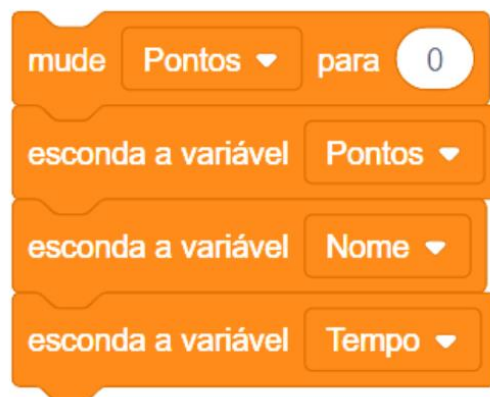 mude Pontos para 0
esconda a variável Pontos
esconda a variável Nome
esconda a variável Tempo